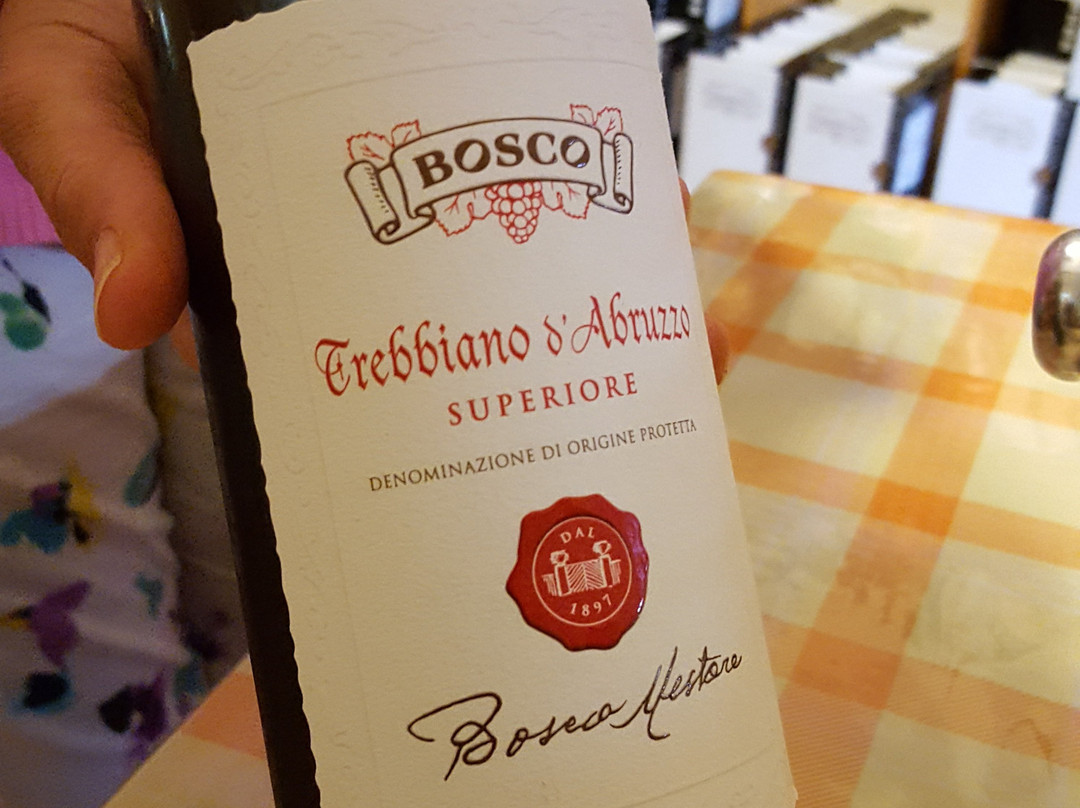 BOSCO
Trebbiano d'Abruzzo
SUPERIORE
DENOMINAZIONE DI ORIGINE PROTETTA
DAL
1897
Bosco Nestore